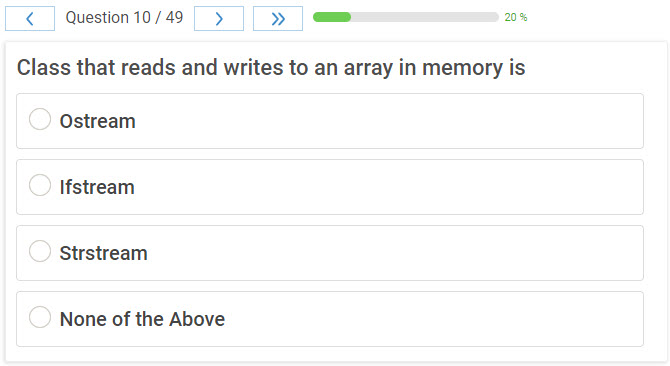 Question 10 / 49
20 %
Class that reads and writes to an array in memory is
Ostream
Ifstream
Strstream
None of the Above